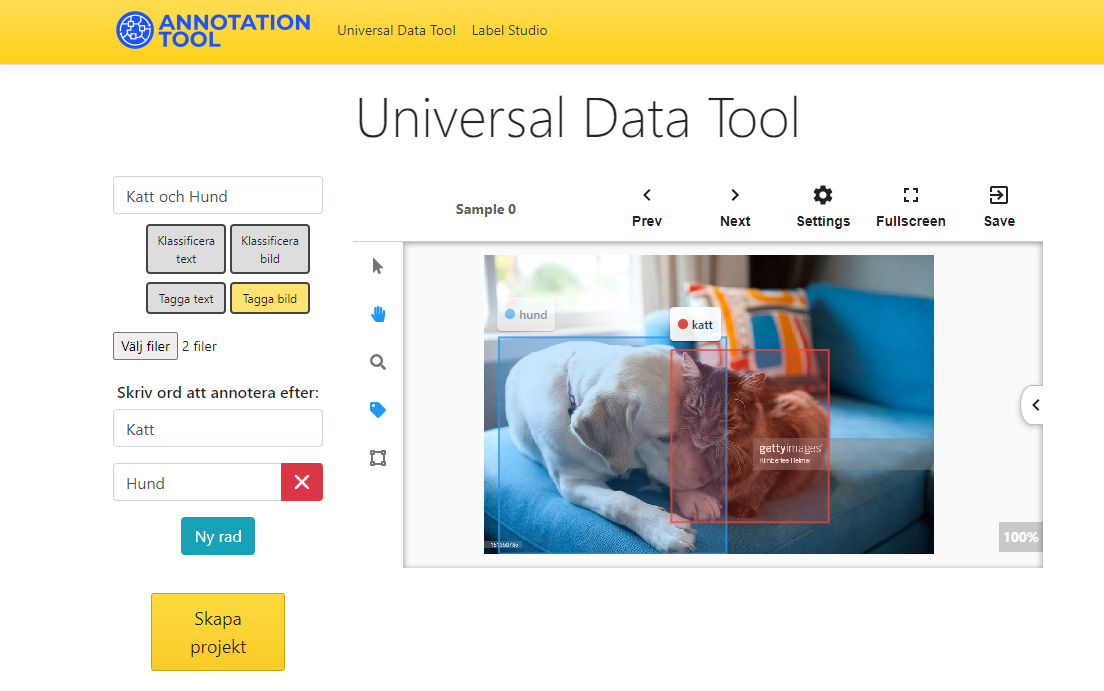 ANNOTATION
TOOL
Universal Data Tool Label Studio
Universal Data Tool
Katt och Hund
Klassificera
text
Klassificera
bild
Tagga text
Tagga bild
Välj filer 2 filer
Skriv ord att annotera efter:
Katt
Hund
Ny rad
Skapa
projekt
Sample 0
Prev
Next
Settings
Fullscreen
Save
hund
katt
gettyimages
Kimberlee Reimer
100%